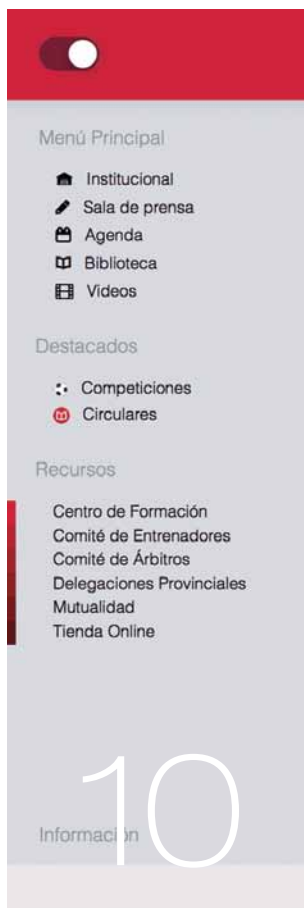 Menú Principal
Institucional
Sala de prensa
Agenda
Biblioteca
Videos
Destacados
Competiciones
Circulares
Recursos
Centro de Formación
Comité de Entrenadores
Comité de Árbitros
Delegaciones Provinciales
Mutualidad
Tienda Online
10
Información